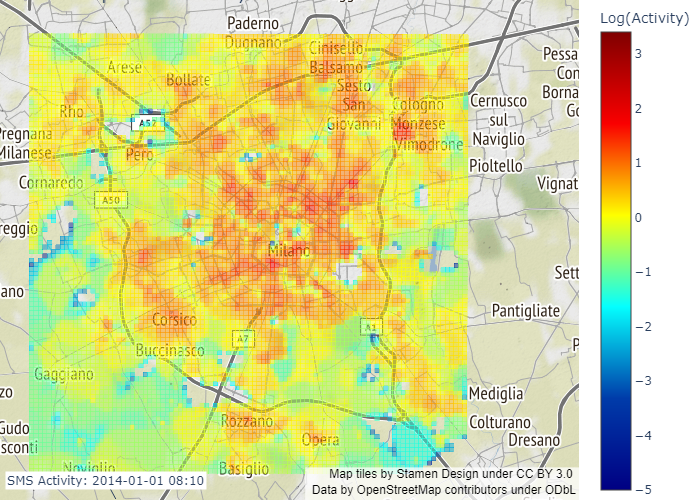 Log(Activity)
3
2
1
0
−1
−2
−3
−4
−5
Paderno
Dugnano
Cinisello
Balsamo
Arese
Bollate
Sesto
San
Giovanni
Rho
Cologno
Monzese
Vimodrone
Cernusco
sul
Naviglio
Pessa
Con
Borna
Pregnana
Milanese
Pero
Pioltello
Cornaredo
A52
A50
Vignat
reggio
Milano
Sett
ano
Corsico
A7
A1
Pantigliate
Buccinasco
Gaggiano
Mediglia
Colturano
Dresano
Rozzano
Opera
Gudo
sconti
Noviglio
Basiglio
SMS Activity: 2014-01-01 08:10
Map tiles by Stamen Design under CC BY 3.0
Data by OpenStreetMap contributors under ODbL